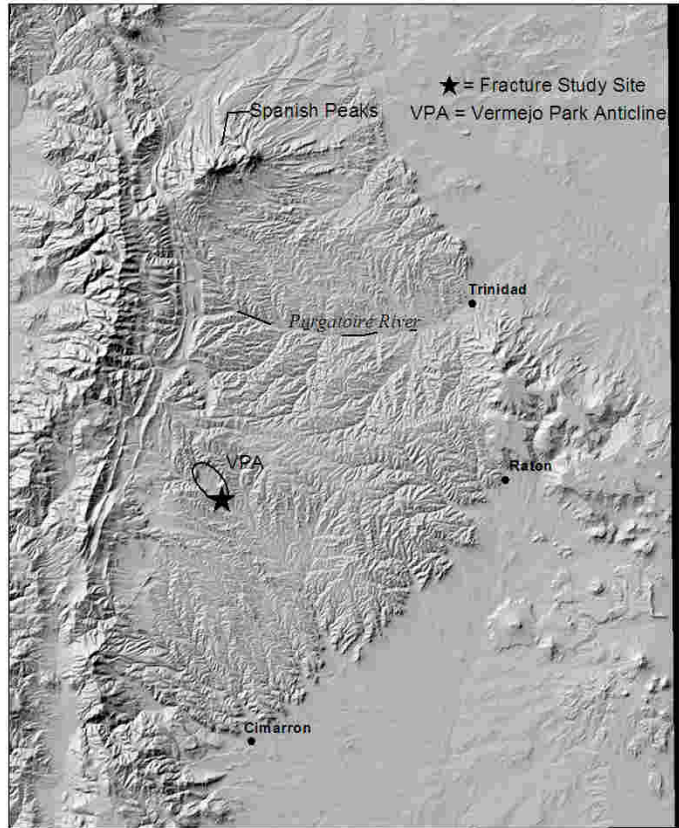 ★ = Fracture Study Site
VPA = Vermejo Park Anticline
Spanish Peaks
Trinidad
Purgatoire River
VPA
Raton
Cimarron